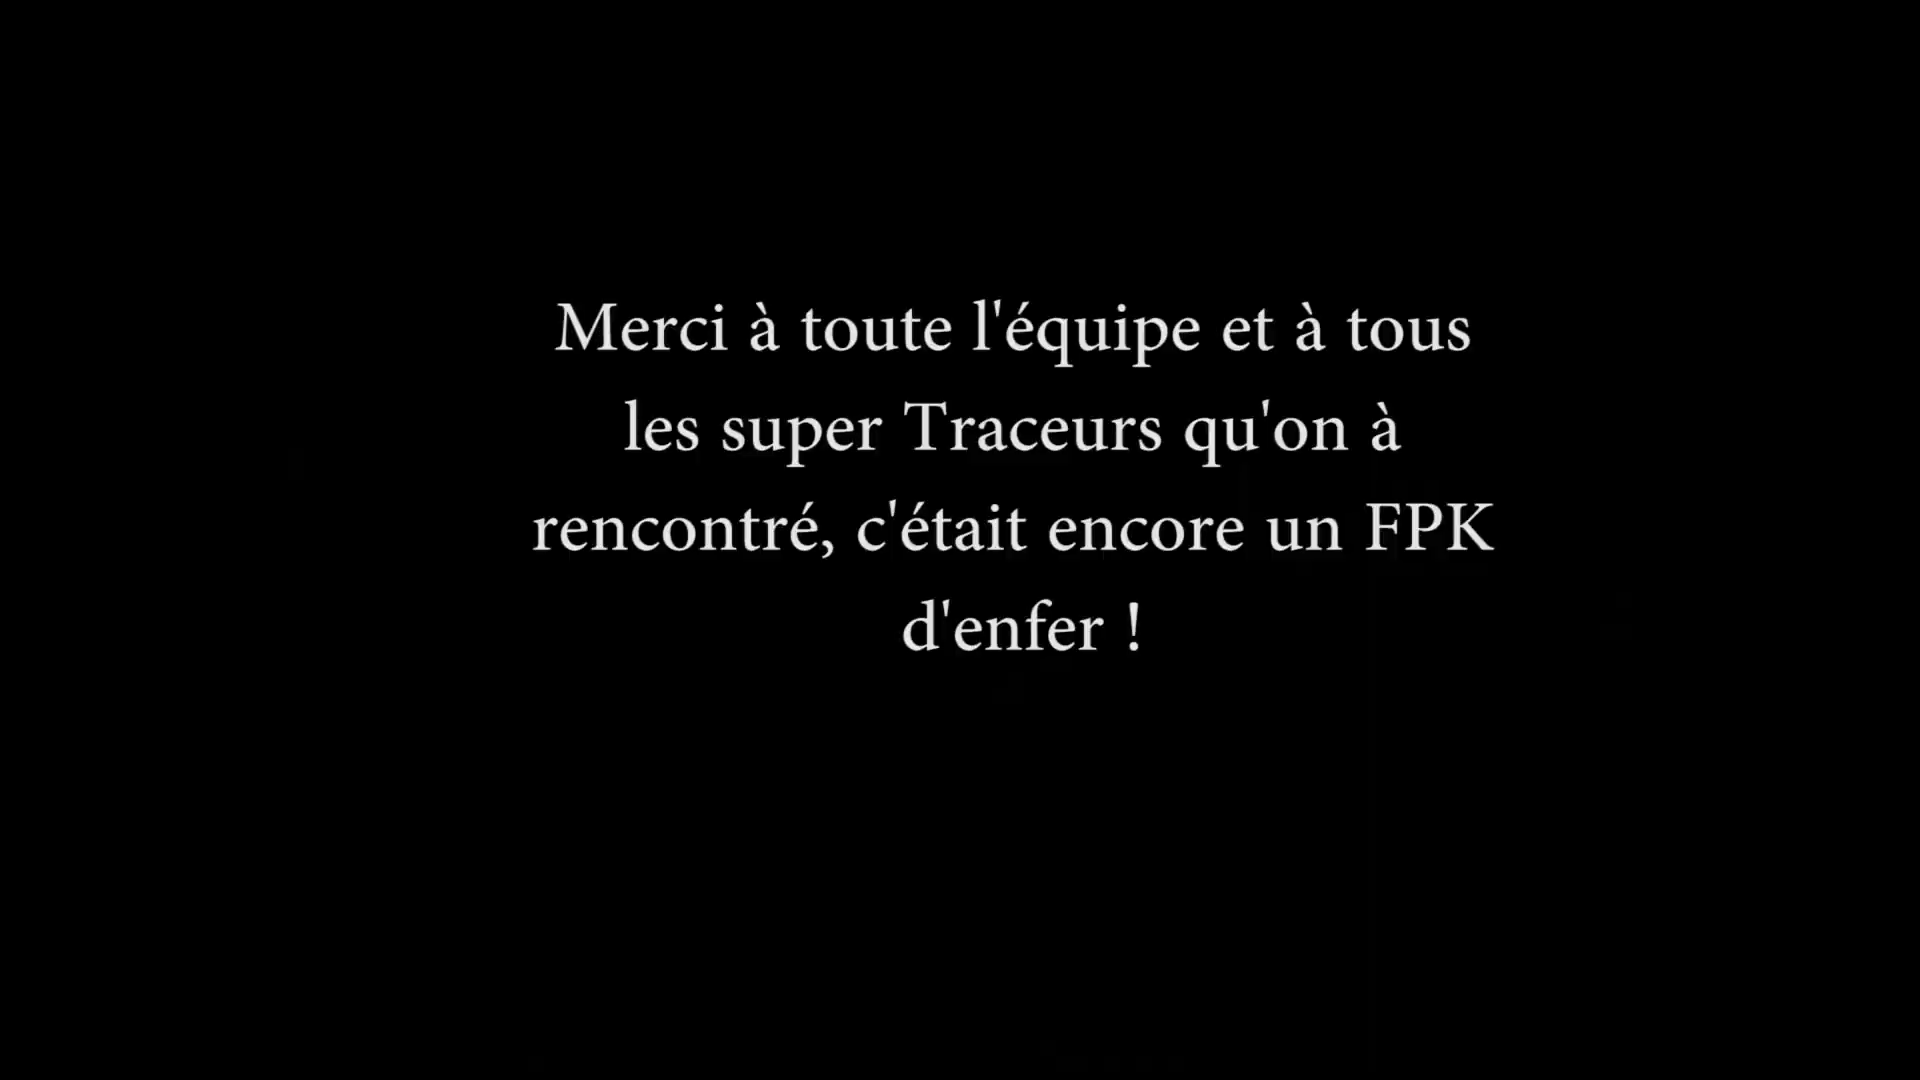 Merci à toute l'équipe et à tous
les super Traceurs qu'on à
rencontré, c'était encore un FPK
d'enfer !